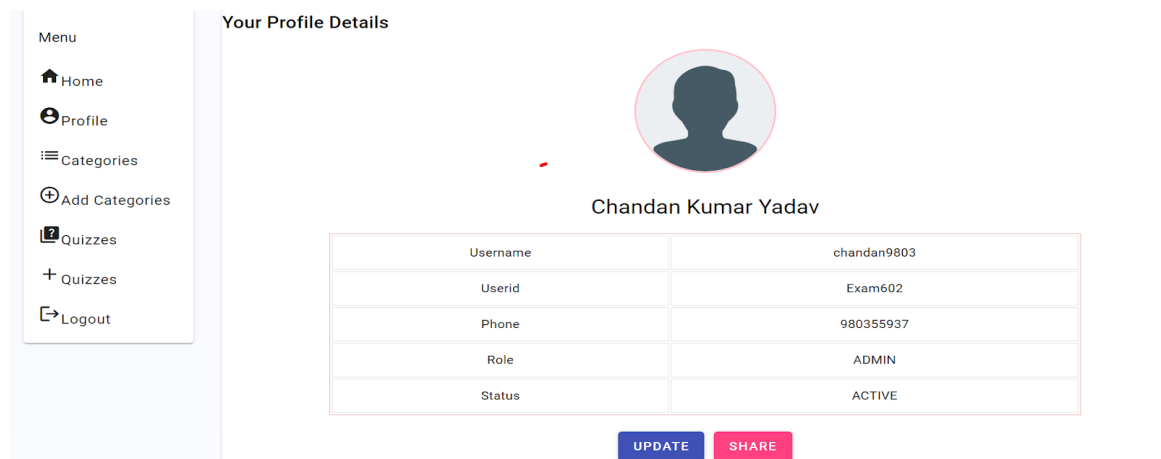 Your Profile Details
Menu
Home
Profile
Categories
Add Categories
Quizzes
Quizzes
Logout
Chandan Kumar Yadav
Username chandan9803
Userid Exam602
Phone 980355937
Role ADMIN
Status ACTIVE
UPDATE SHARE